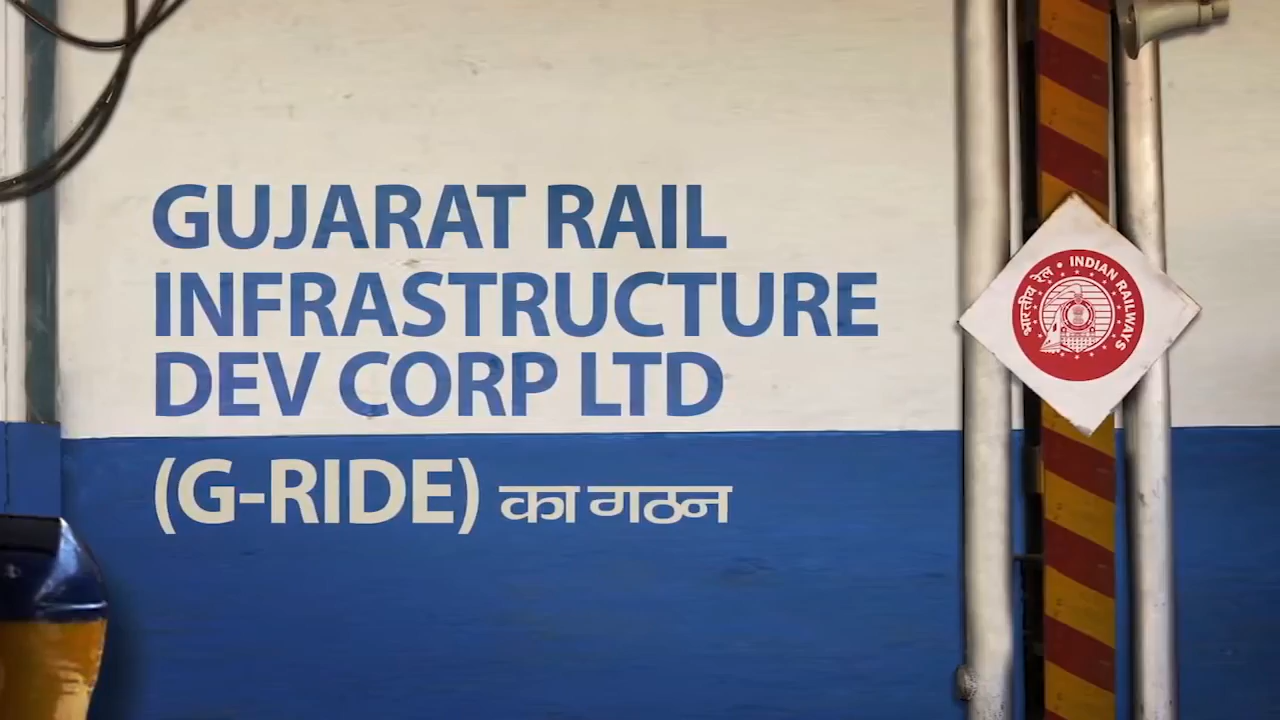 GUJARAT RAIL
INFRASTRUCTURE
DEV CORP LTD
(G-RIDE) का गठन
भारतीय रेल • INDIAN RAILWAYS